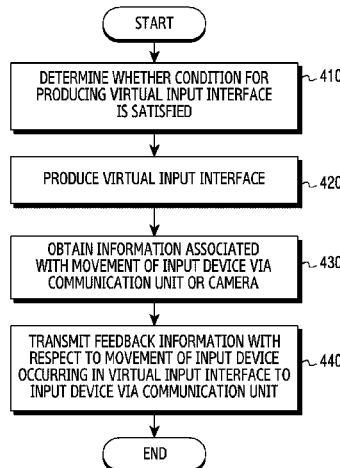 START
DETERMINE WHETHER CONDITION FOR
PRODUCING VIRTUAL INPUT INTERFACE
IS SATISFIED
410
PRODUCE VIRTUAL INPUT INTERFACE
420
OBTAIN INFORMATION ASSOCIATED
WITH MOVEMENT OF INPUT DEVICE VIA
COMMUNICATION UNIT OR CAMERA
430
TRANSMIT FEEDBACK INFORMATION WITH
RESPECT TO MOVEMENT OF INPUT DEVICE
OCCURRING IN VIRTUAL INPUT INTERFACE TO
INPUT DEVICE VIA COMMUNICATION UNIT
440
END